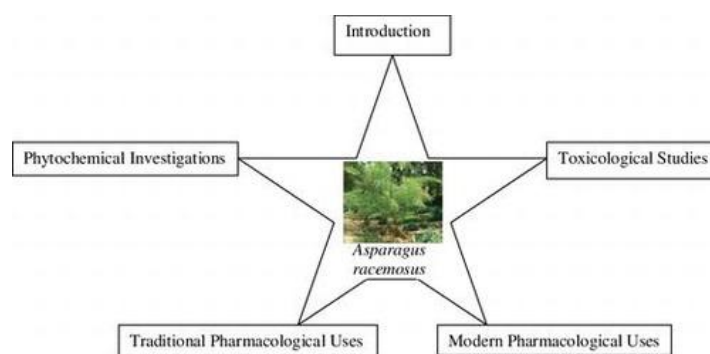 Introduction
Phytochemical Investigations
Toxicological Studies
Asparagus
racemosus
Traditional Pharmacological Uses
Modern Pharmacological Uses